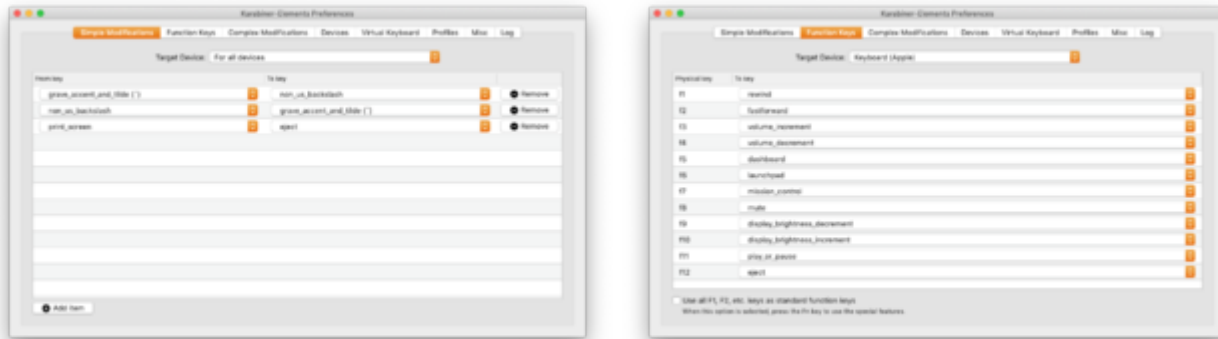 Karabiner-Elements Preferences
Simple Modifications Function Keys Complex Modifications Devices Virtual Keyboard Profiles Misc Log
Target Device: For all devices
From key To key
grave_accent_and_tilde (`) non_us_backslash Remove
non_us_backslash grave_accent_and_tilde (`) Remove
print_screen eject Remove
Add item
Karabiner-Elements Preferences
Simple Modifications Function Keys Complex Modifications Devices Virtual Keyboard Profiles Misc Log
Target Device: Keyboard (Apple)
Physical key To key
f1 rewind
f2 fastforward
f3 volume_increment
f4 volume_decrement
f5 dashboard
f6 launchpad
f7 mission_control
f8 mute
f9 display_brightness_decrement
f10 display_brightness_increment
f11 play_or_pause
f12 eject
Use all F1, F2, etc. keys as standard function keys
When this option is selected, press the Fn key to use the special features.